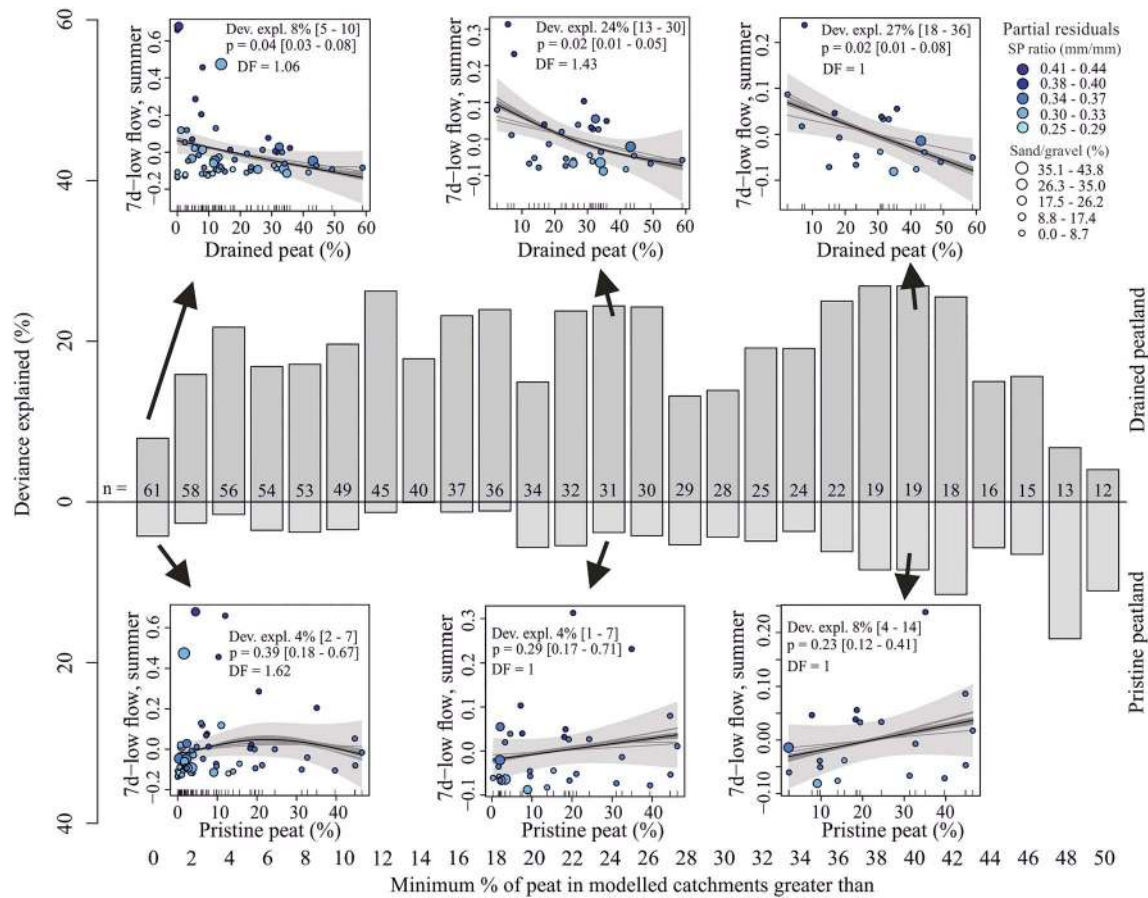 Dev. expl. 8% [5 - 10]
p = 0.04 [0.03 - 0.08]
DF = 1.06
7d−low flow, summer
−0.2 0.0 0.2 0.4 0.6
0 10 20 30 40 50 60
Drained peat (%)
Dev. expl. 24% [13 - 30]
p = 0.02 [0.01 - 0.05]
DF = 1.43
7d−low flow, summer
−0.1 0.0 0.1 0.2 0.3
10 20 30 40 50 60
Drained peat (%)
Dev. expl. 27% [18 - 36]
p = 0.02 [0.01 - 0.08]
DF = 1
7d−low flow, summer
−0.1 0.0 0.1 0.2
10 20 30 40 50 60
Drained peat (%)
Partial residuals
SP ratio (mm/mm)
0.41 - 0.44
0.38 - 0.40
0.34 - 0.37
0.30 - 0.33
0.25 - 0.29
Sand/gravel (%)
35.1 - 43.8
26.3 - 35.0
17.5 - 26.2
8.8 - 17.4
0.0 - 8.7
Deviance explained (%)
60
40
20
0
20
40
Drained peatland
Pristine peatland
n = 61 58 56 54 53 49 45 40 37 36 34 32 31 30 29 28 25 24 22 19 19 18 16 15 13 12
Dev. expl. 4% [2 - 7]
p = 0.39 [0.18 - 0.67]
DF = 1.62
7d−low flow, summer
−0.2 0.0 0.2 0.4 0.6
0 10 20 30 40
Pristine peat (%)
Dev. expl. 4% [1 - 7]
p = 0.29 [0.17 - 0.71]
DF = 1
7d−low flow, summer
−0.1 0.0 0.1 0.2 0.3
0 10 20 30 40
Pristine peat (%)
Dev. expl. 8% [4 - 14]
p = 0.23 [0.12 - 0.41]
DF = 1
7d−low flow, summer
−0.10 0.00 0.10 0.20 0.25
10 20 30 40
Pristine peat (%)
0 2 4 6 8 10 12 14 16 18 20 22 24 26 28 30 32 34 36 38 40 42 44 46 48 50
Minimum % of peat in modelled catchments greater than